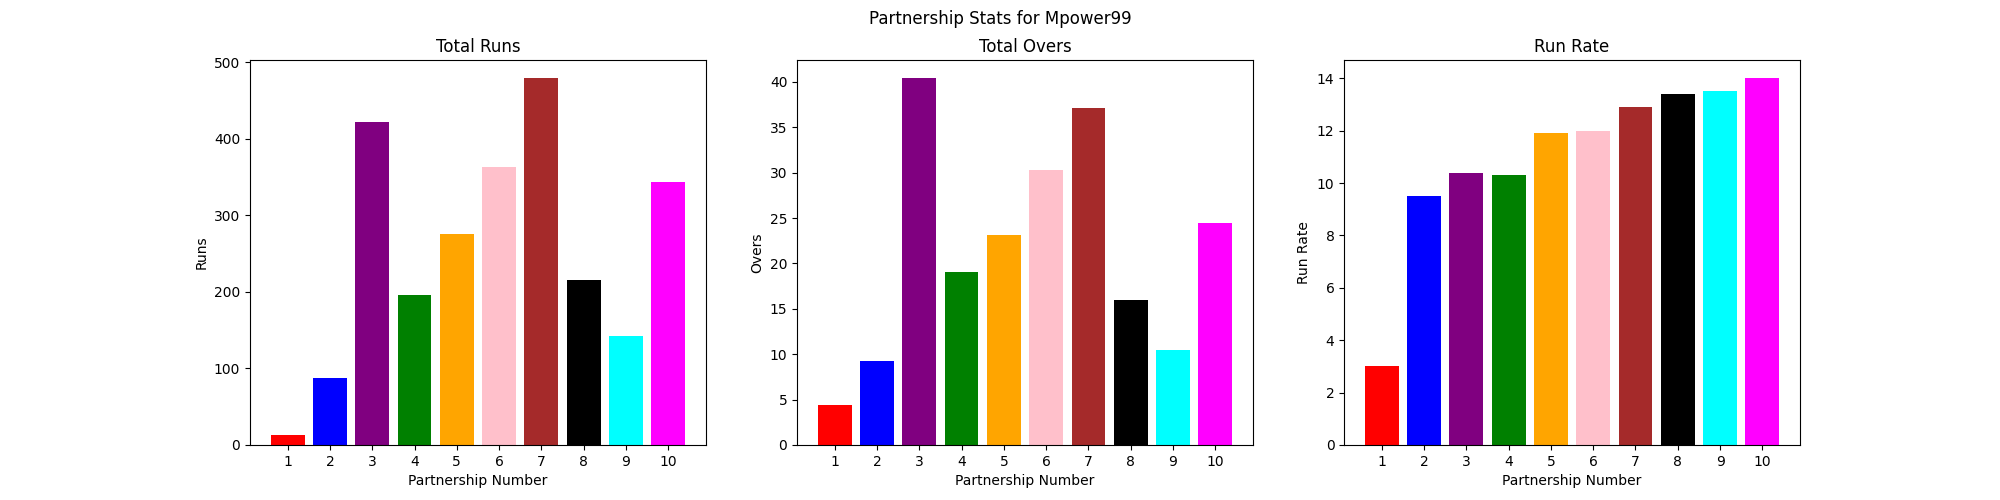 Partnership Stats for Mpower99
Total Runs
Runs
500
400
300
200
100
0
1 2 3 4 5 6 7 8 9 10
Partnership Number
Total Overs
Overs
40
35
30
25
20
15
10
5
0
1 2 3 4 5 6 7 8 9 10
Partnership Number
Run Rate
Run Rate
14
12
10
8
6
4
2
0
1 2 3 4 5 6 7 8 9 10
Partnership Number